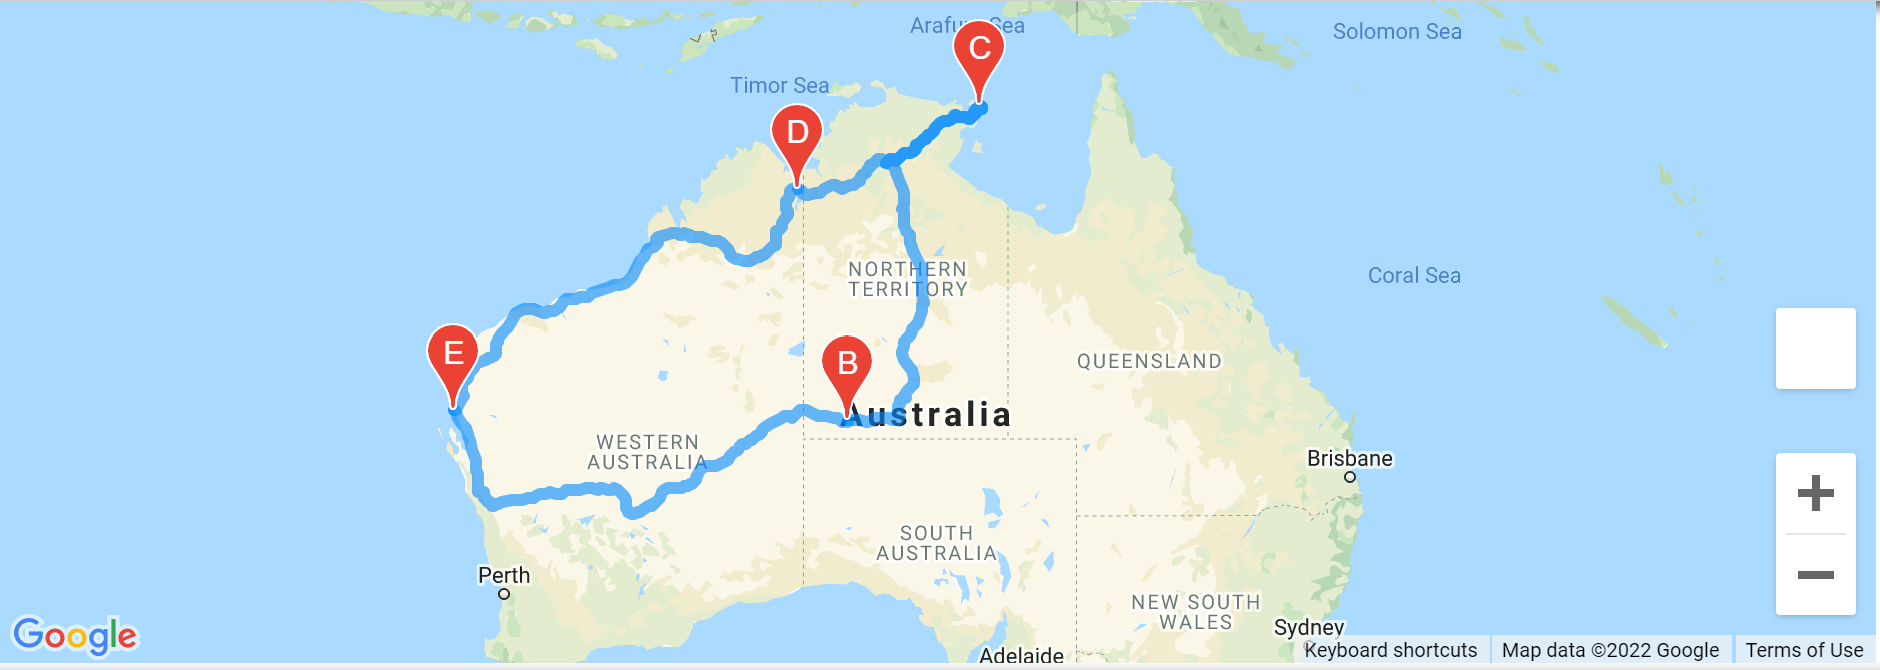 Arafura Sea
Solomon Sea
C
Timor Sea
D
NORTHERN
TERRITORY
Coral Sea
E
B
QUEENSLAND
Australia
WESTERN
AUSTRALIA
Brisbane
SOUTH
AUSTRALIA
Perth
NEW SOUTH
WALES
Sydney
Google
Adelaide
Keyboard shortcuts
Map data ©2022 Google
Terms of Use